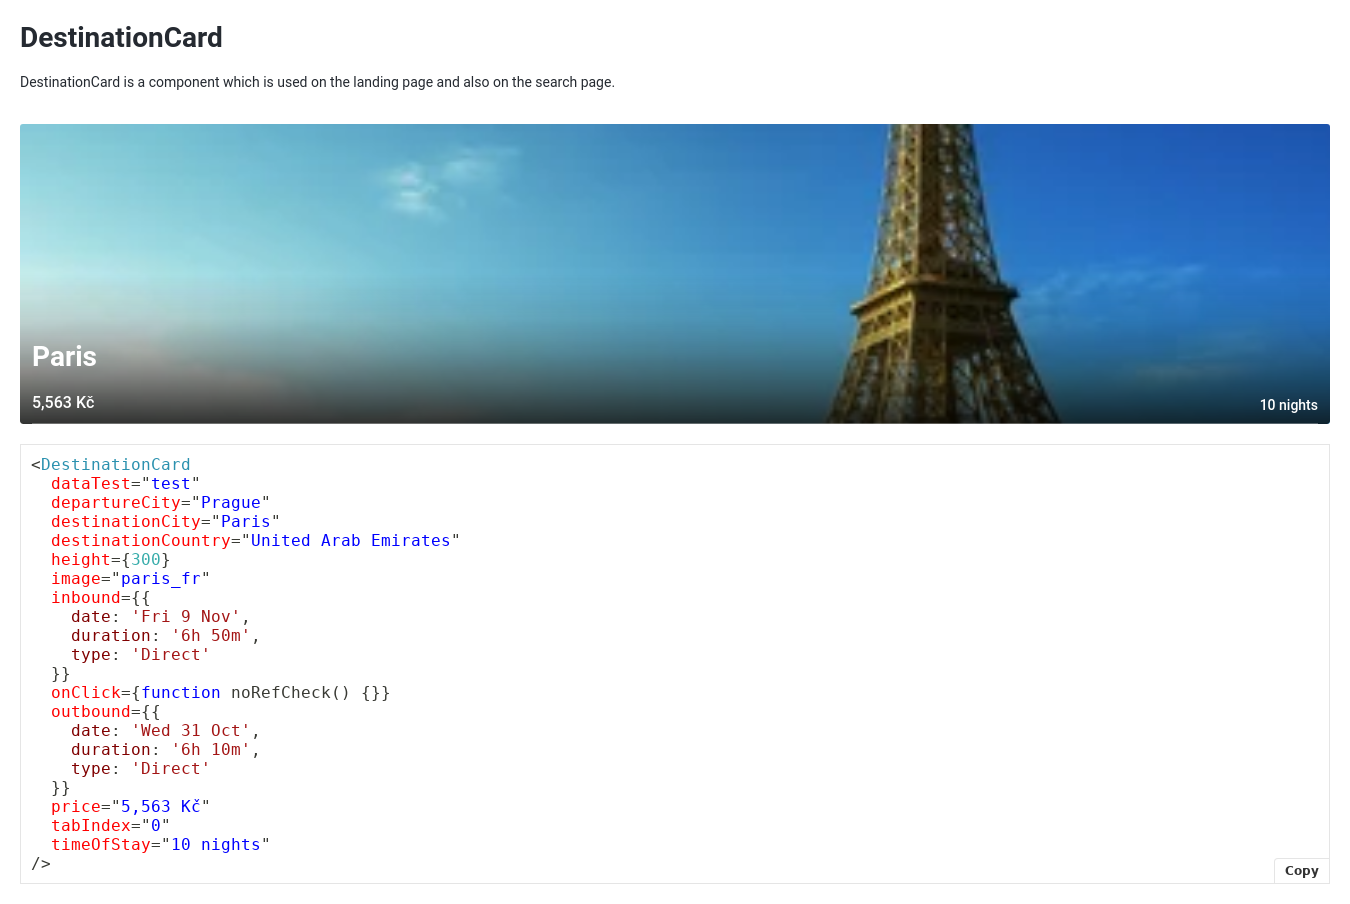 DestinationCard
DestinationCard is a component which is used on the landing page and also on the search page.
Paris
5,563 Kč
10 nights
<DestinationCard
  dataTest="test"
  departureCity="Prague"
  destinationCity="Paris"
  destinationCountry="United Arab Emirates"
  height={300}
  image="paris_fr"
  inbound={{
    date: 'Fri 9 Nov',
    duration: '6h 50m',
    type: 'Direct'
  }}
  onClick={function noRefCheck() {}}
  outbound={{
    date: 'Wed 31 Oct',
    duration: '6h 10m',
    type: 'Direct'
  }}
  price="5,563 Kč"
  tabIndex="0"
  timeOfStay="10 nights"
/>
Copy